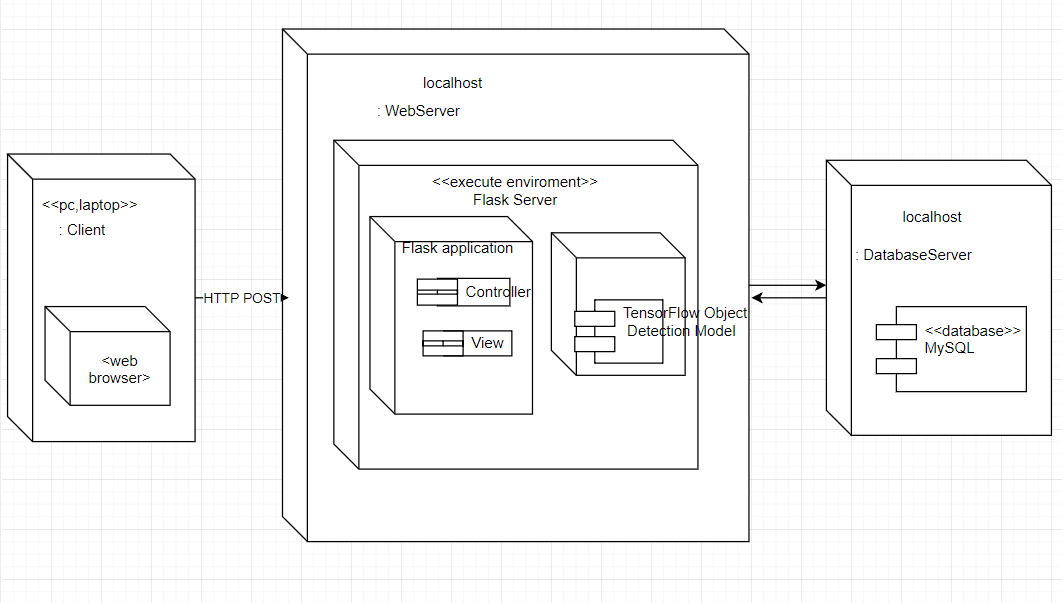 localhost
: WebServer
<<pc,laptop>>
: Client
<web
browser>
HTTP POST
<<execute enviroment>>
Flask Server
Flask application
Controller
View
TensorFlow Object
Detection Model
localhost
: DatabaseServer
<<database>>
MySQL